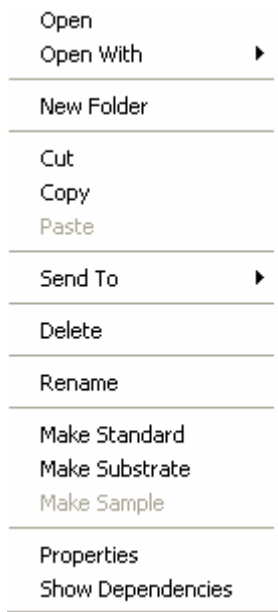 Open
Open With
New Folder
Cut
Copy
Paste
Send To
Delete
Rename
Make Standard
Make Substrate
Make Sample
Properties
Show Dependencies